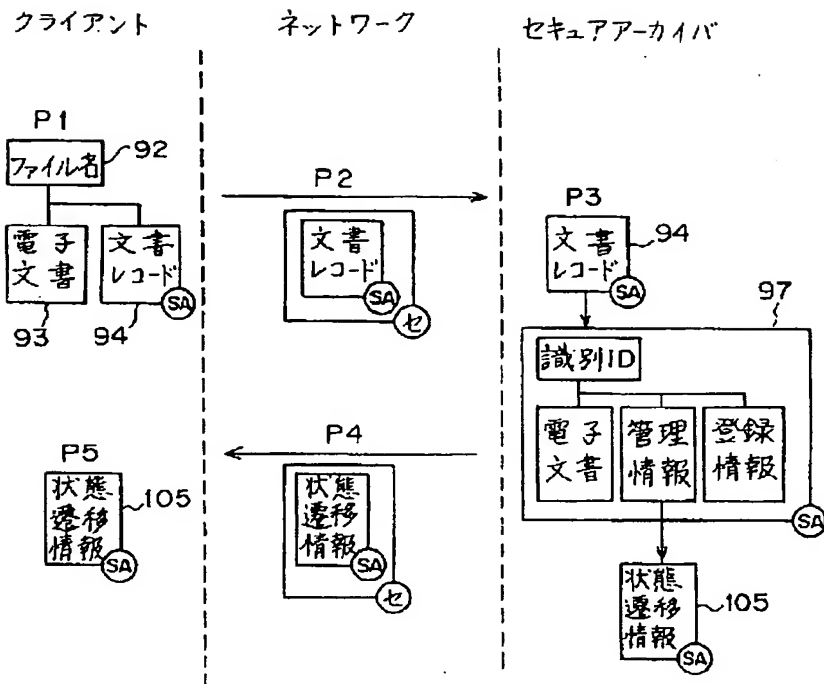 クライアント
ネットワーク
セキュアアーカイバ
P1
ファイル名
92
電子
文書
93
文書
レコード
94
SA
P2
文書
レコード
SA
セ
P3
文書
レコード
94
SA
97
識別ID
電子
文書
管理
情報
登録
情報
SA
P4
状態
遷移
情報
SA
セ
P5
状態
遷移
情報
105
SA
状態
遷移
情報
105
SA